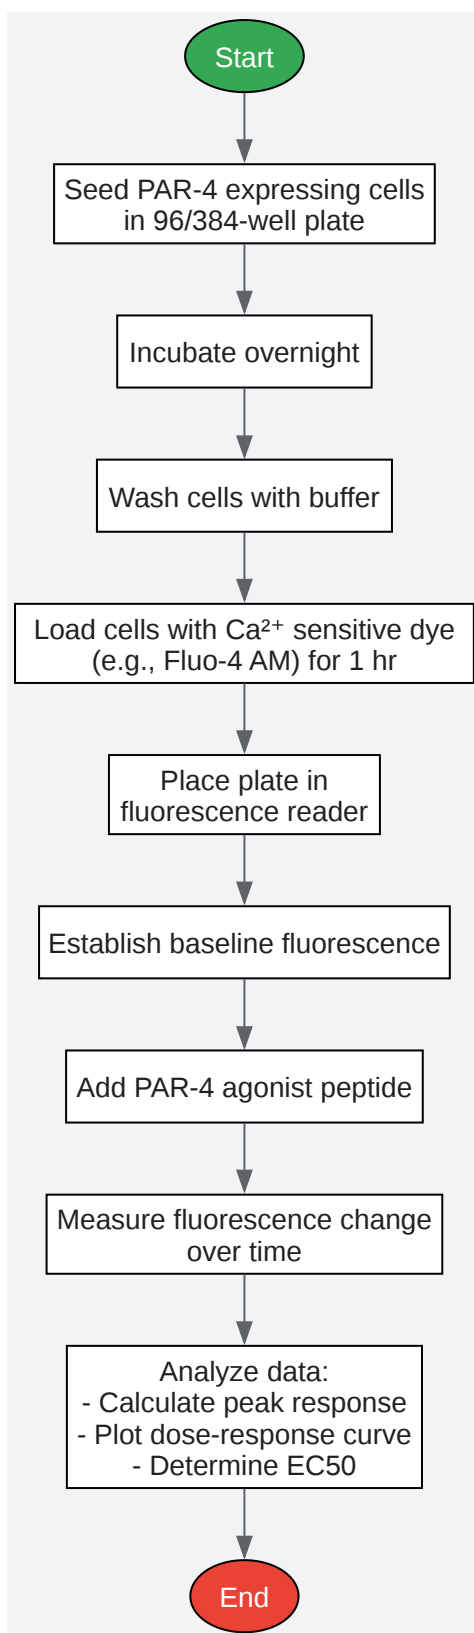 Start
Seed PAR-4 expressing cells
in 96/384-well plate
Incubate overnight
Wash cells with buffer
Load cells with Ca²⁺ sensitive dye
(e.g., Fluo-4 AM) for 1 hr
Place plate in
fluorescence reader
Establish baseline fluorescence
Add PAR-4 agonist peptide
Measure fluorescence change
over time
Analyze data:
- Calculate peak response
- Plot dose-response curve
- Determine EC50
End